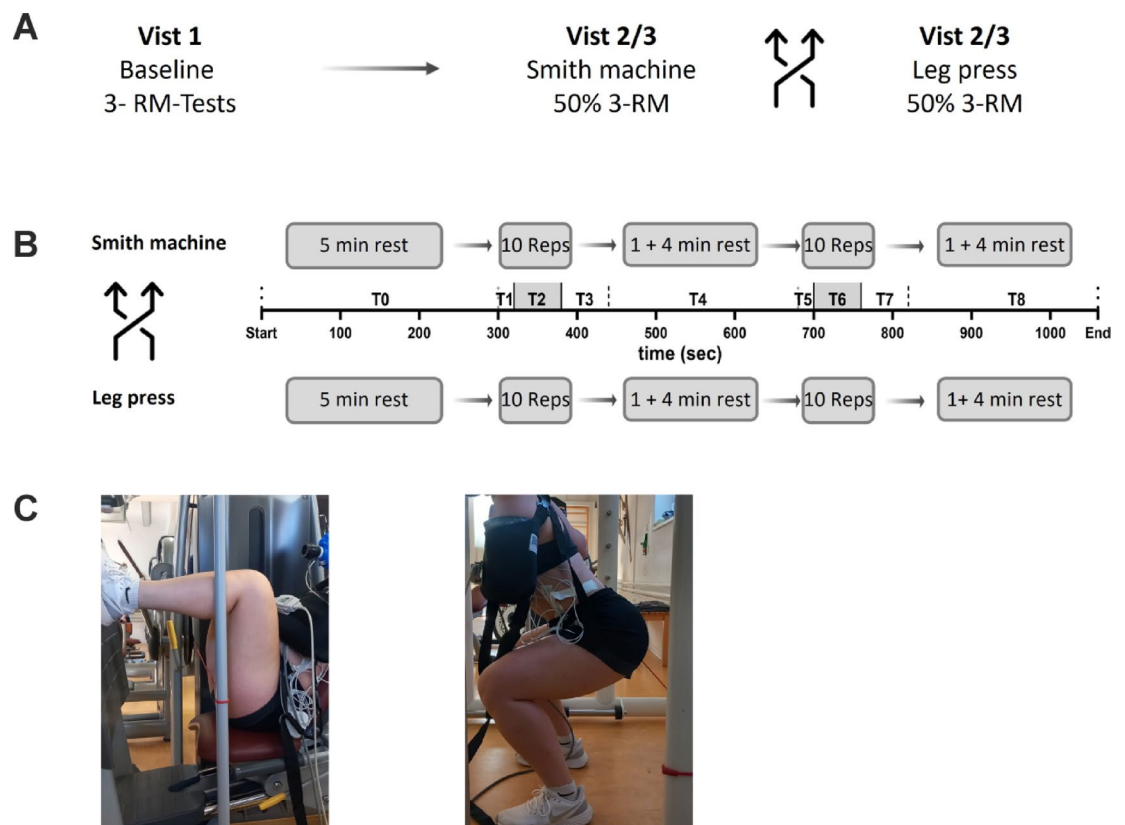 A
Vist 1
Baseline
3- RM-Tests
Vist 2/3
Smith machine
50% 3-RM
Vist 2/3
Leg press
50% 3-RM
B
Smith machine
5 min rest
10 Reps
1 + 4 min rest
10 Reps
1 + 4 min rest
T0 T1 T2 T3 T4 T5 T6 T7 T8
Start 100 200 300 400 500 600 700 800 900 1000 End
time (sec)
Leg press
5 min rest
10 Reps
1 + 4 min rest
10 Reps
1+ 4 min rest
C